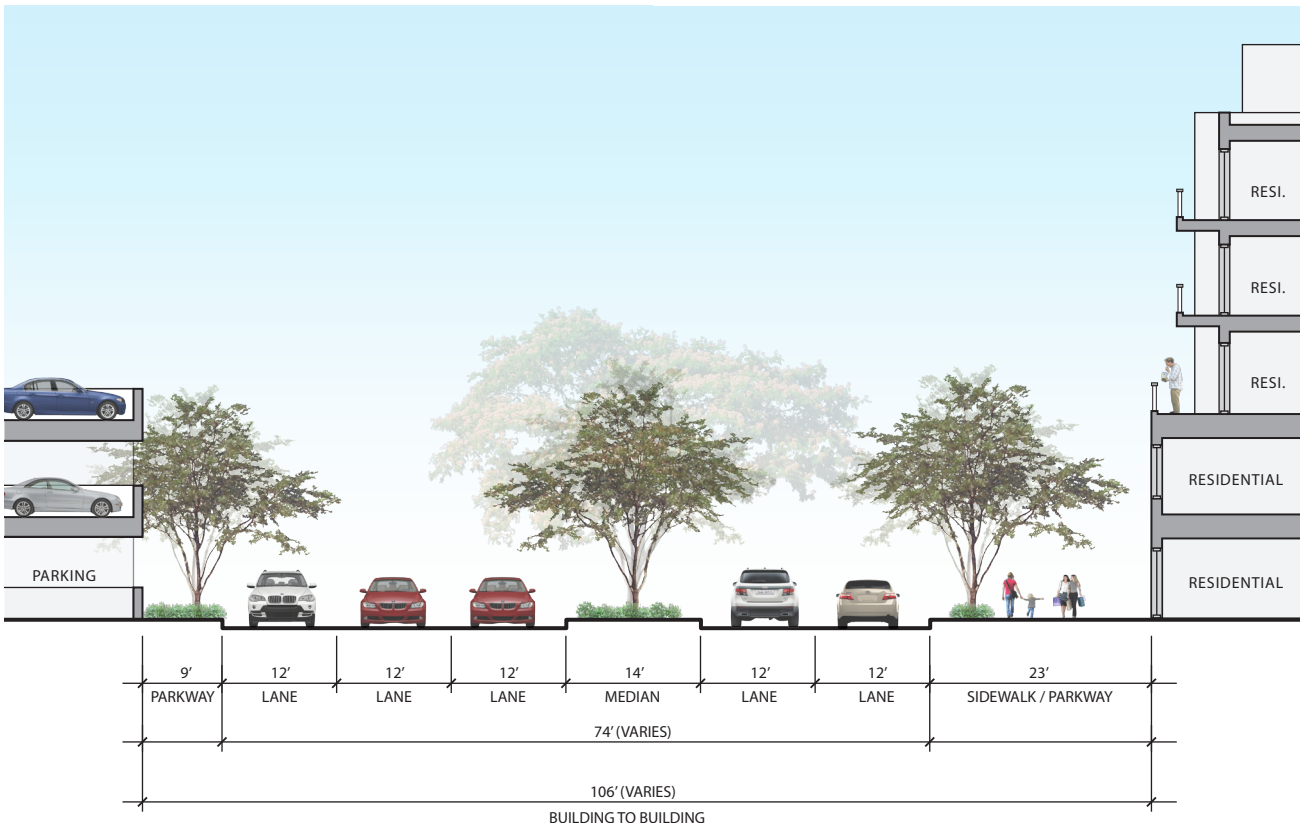 RESI.
RESI.
RESI.
RESIDENTIAL
PARKING
RESIDENTIAL
9’ 12’ 12’ 12’ 14’ 12’ 12’ 23’
PARKWAY LANE LANE LANE MEDIAN LANE LANE SIDEWALK / PARKWAY
74’ (VARIES)
106’ (VARIES)
BUILDING TO BUILDING